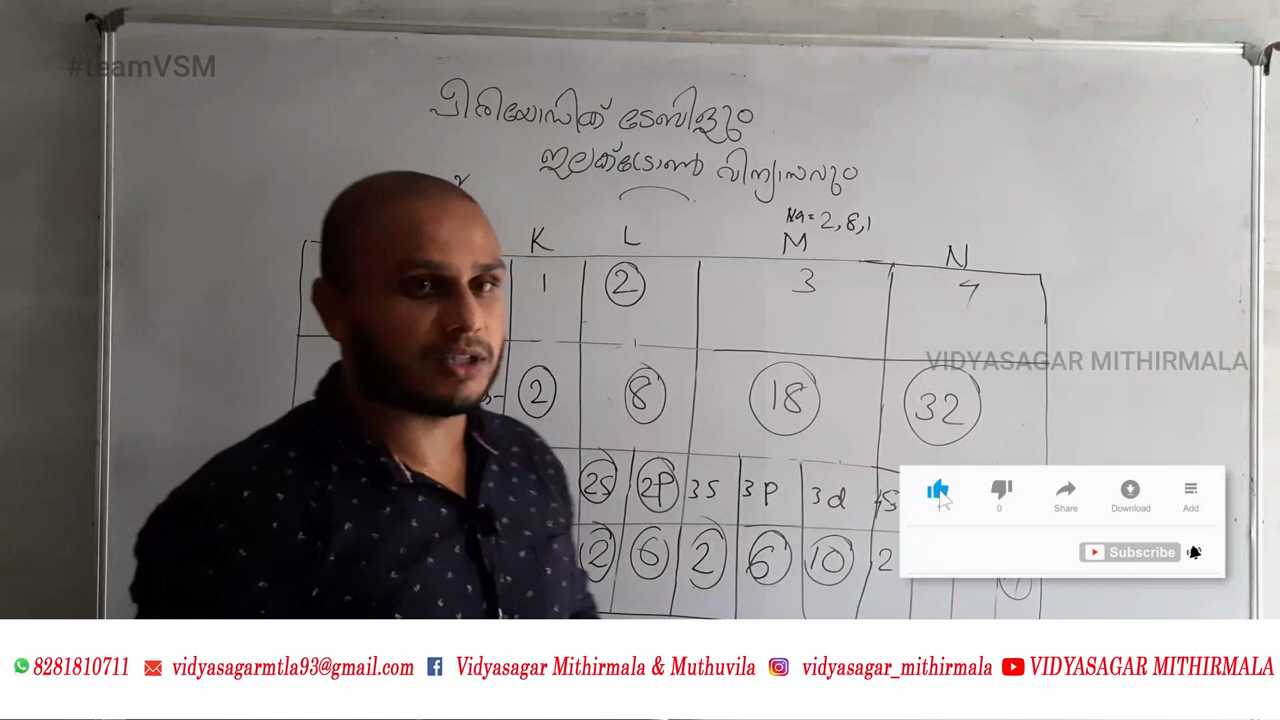 #teamVSM
പീരിയോഡിക് ടേബിളും
ഇലക്ട്രോൺ വിന്യാസവും
Na = 2, 8, 1
K L M N
1 2 3 4
2 8 18 32
VIDYASAGAR MITHIRMALA
2s 2p 3s 3p 3d 4s
2 6 2 6 10 2
0 Share Download Add
Subscribe
8281810711 vidyasagarmtla93@gmail.com Vidyasagar Mithirmala & Muthuvila vidyasagar_mithirmala VIDYASAGAR MITHIRMALA